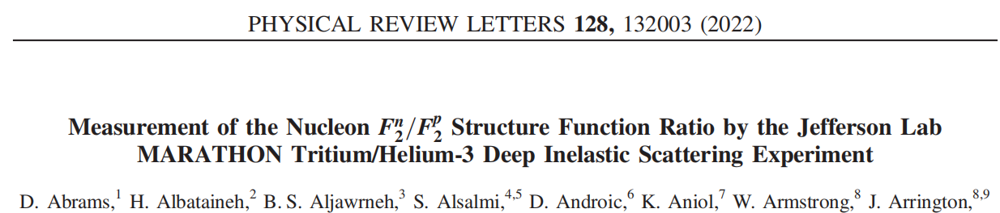 PHYSICAL REVIEW LETTERS 128, 132003 (2022)
Measurement of the Nucleon F₂ⁿ/F₂ᵖ Structure Function Ratio by the Jefferson Lab
MARATHON Tritium/Helium-3 Deep Inelastic Scattering Experiment
D. Abrams,¹ H. Albataineh,² B. S. Aljawrneh,³ S. Alsalmi,⁴,⁵ D. Androic,⁶ K. Aniol,⁷ W. Armstrong,⁸ J. Arrington,⁸,⁹